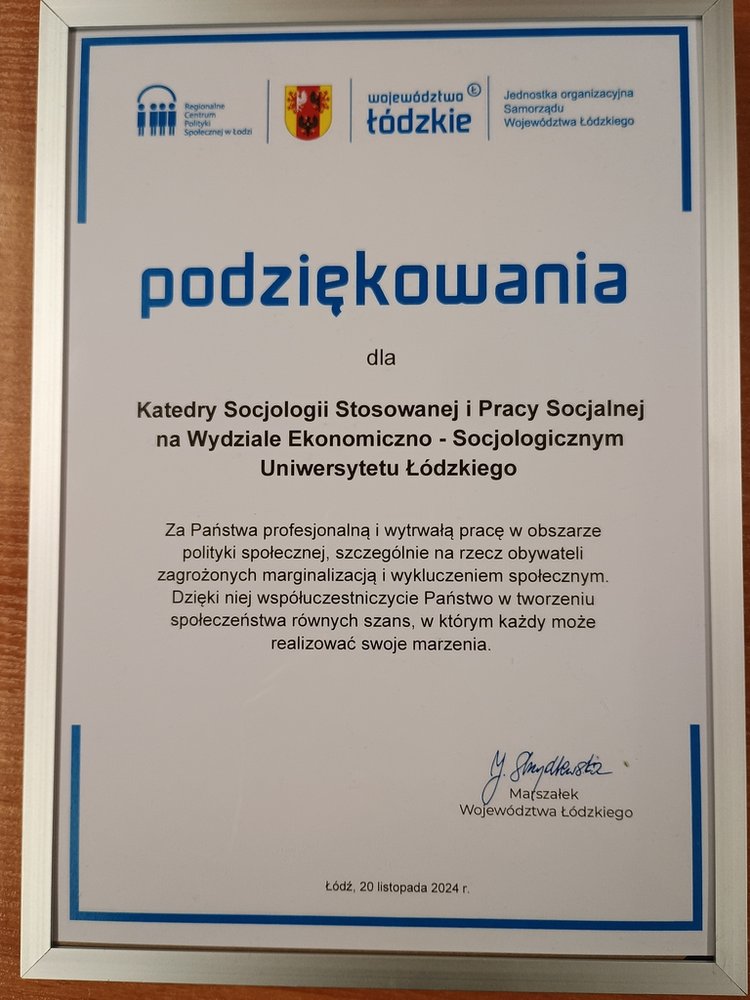 Regionalne
Centrum
Polityki
Społecznej w Łodzi
województwo Ł
łódzkie
Jednostka organizacyjna
Samorządu
Województwa Łódzkiego
podziękowania
dla
Katedry Socjologii Stosowanej i Pracy Socjalnej
na Wydziale Ekonomiczno - Socjologicznym
Uniwersytetu Łódzkiego
Za Państwa profesjonalną i wytrwałą pracę w obszarze
polityki społecznej, szczególnie na rzecz obywateli
zagrożonych marginalizacją i wykluczeniem społecznym.
Dzięki niej współuczestniczycie Państwo w tworzeniu
społeczeństwa równych szans, w którym każdy może
realizować swoje marzenia.
Marszałek
Województwa Łódzkiego
Łódź, 20 listopada 2024 r.